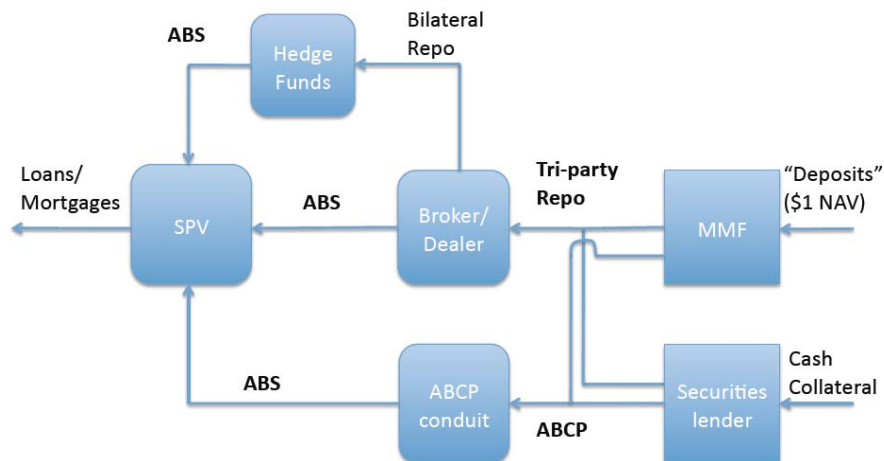 ABS
Hedge
Funds
Bilateral
Repo
Loans/
Mortgages
SPV
ABS
Broker/
Dealer
Tri-party
Repo
MMF
“Deposits”
($1 NAV)
ABS
ABCP
conduit
ABCP
Securities
lender
Cash
Collateral